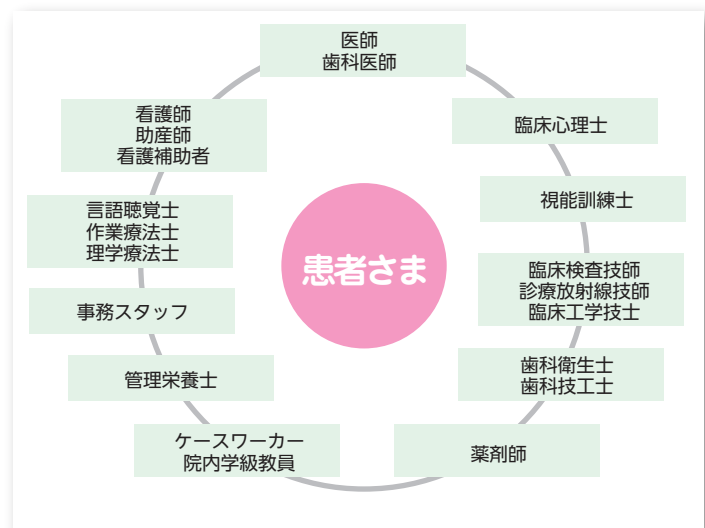 医師
歯科医師
臨床心理士
視能訓練士
臨床検査技師
診療放射線技師
臨床工学技士
歯科衛生士
歯科技工士
薬剤師
ケースワーカー
院内学級教員
管理栄養士
事務スタッフ
言語聴覚士
作業療法士
理学療法士
看護師
助産師
看護補助者
患者さま